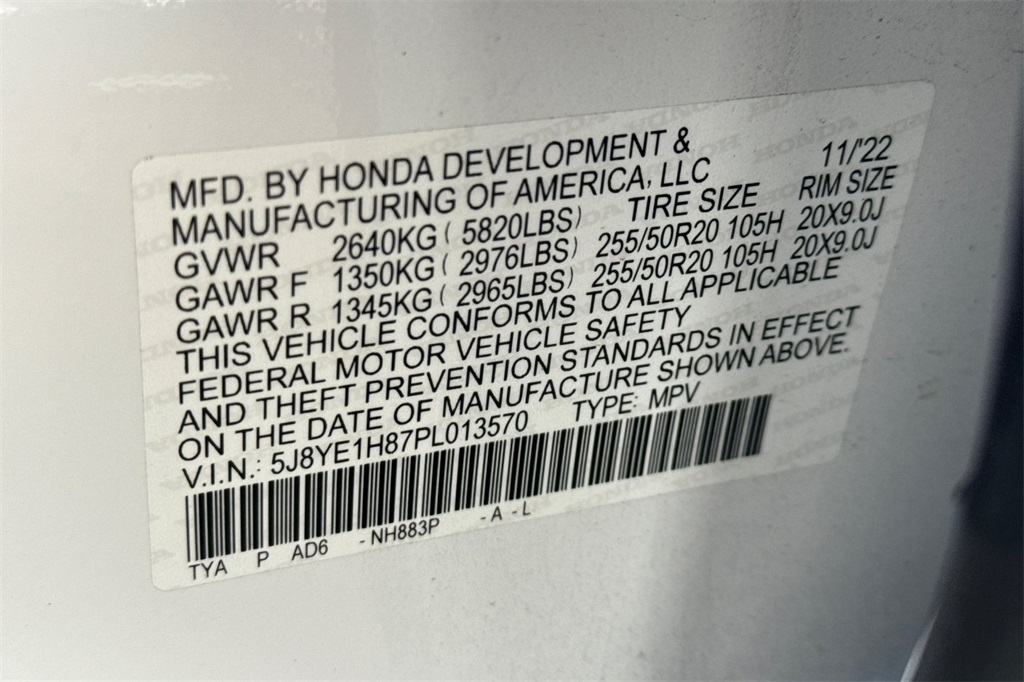 MFD. BY HONDA DEVELOPMENT &
MANUFACTURING OF AMERICA, LLC 11/'22
GVWR 2640KG ( 5820LBS) TIRE SIZE RIM SIZE
GAWR F 1350KG ( 2976LBS) 255/50R20 105H 20X9.0J
GAWR R 1345KG ( 2965LBS) 255/50R20 105H 20X9.0J
THIS VEHICLE CONFORMS TO ALL APPLICABLE
FEDERAL MOTOR VEHICLE SAFETY
AND THEFT PREVENTION STANDARDS IN EFFECT
ON THE DATE OF MANUFACTURE SHOWN ABOVE.
V.I.N.: 5J8YE1H87PL013570 TYPE: MPV
TYA P AD6 -NH883P -A-L